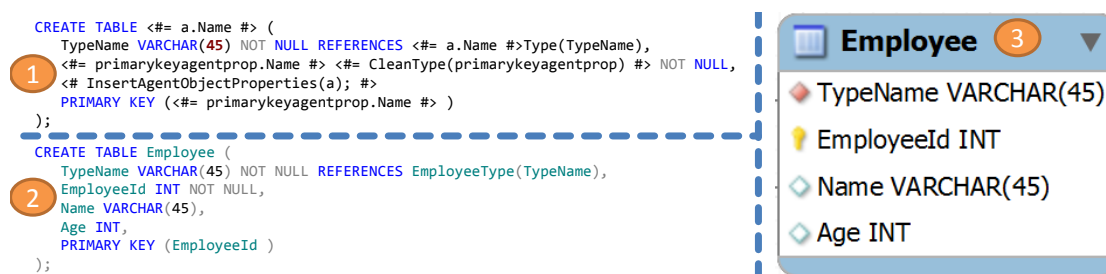 CREATE TABLE <#= a.Name #> (
TypeName VARCHAR(45) NOT NULL REFERENCES <#= a.Name #>Type(TypeName),
<#= primarykeyagentprop.Name #> <#= CleanType(primarykeyagentprop) #> NOT NULL,
<# InsertAgentObjectProperties(a); #>
PRIMARY KEY (<#= primarykeyagentprop.Name #> )
);
1
CREATE TABLE Employee (
TypeName VARCHAR(45) NOT NULL REFERENCES EmployeeType(TypeName),
EmployeeId INT NOT NULL,
Name VARCHAR(45),
Age INT,
PRIMARY KEY (EmployeeId )
);
2
Employee 3
TypeName VARCHAR(45)
EmployeeId INT
Name VARCHAR(45)
Age INT